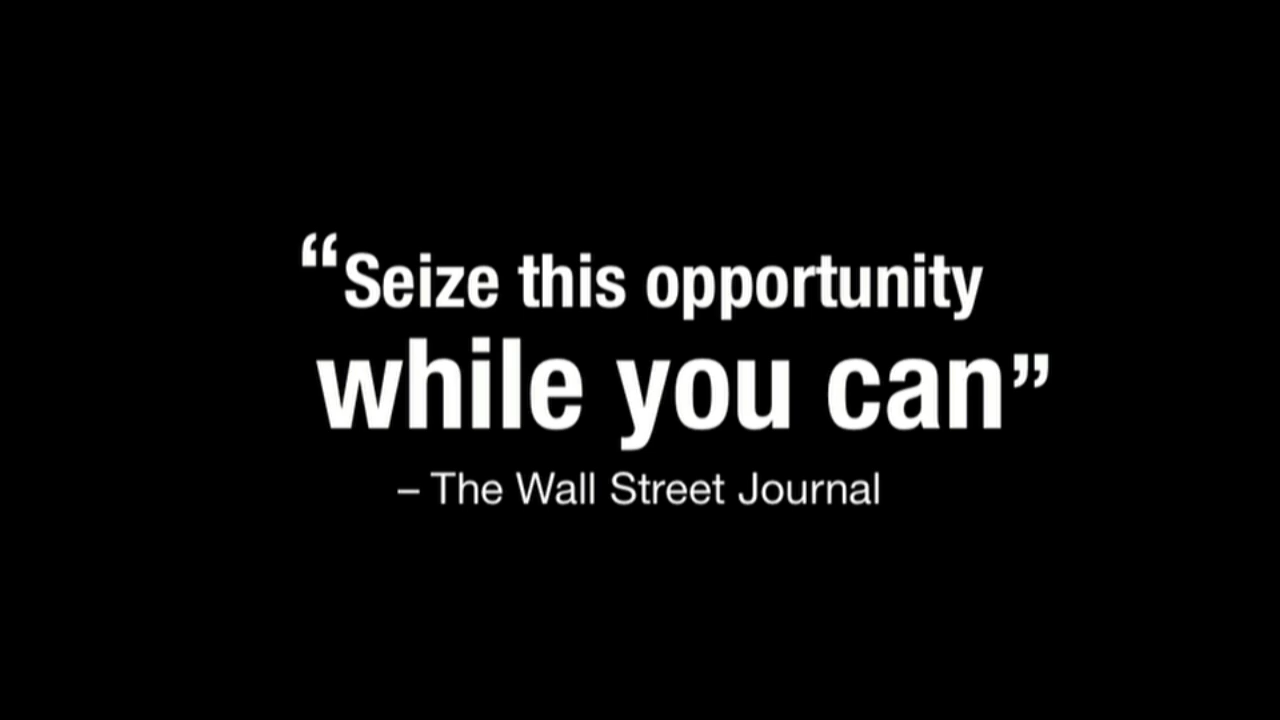 “Seize this opportunity
while you can”
– The Wall Street Journal